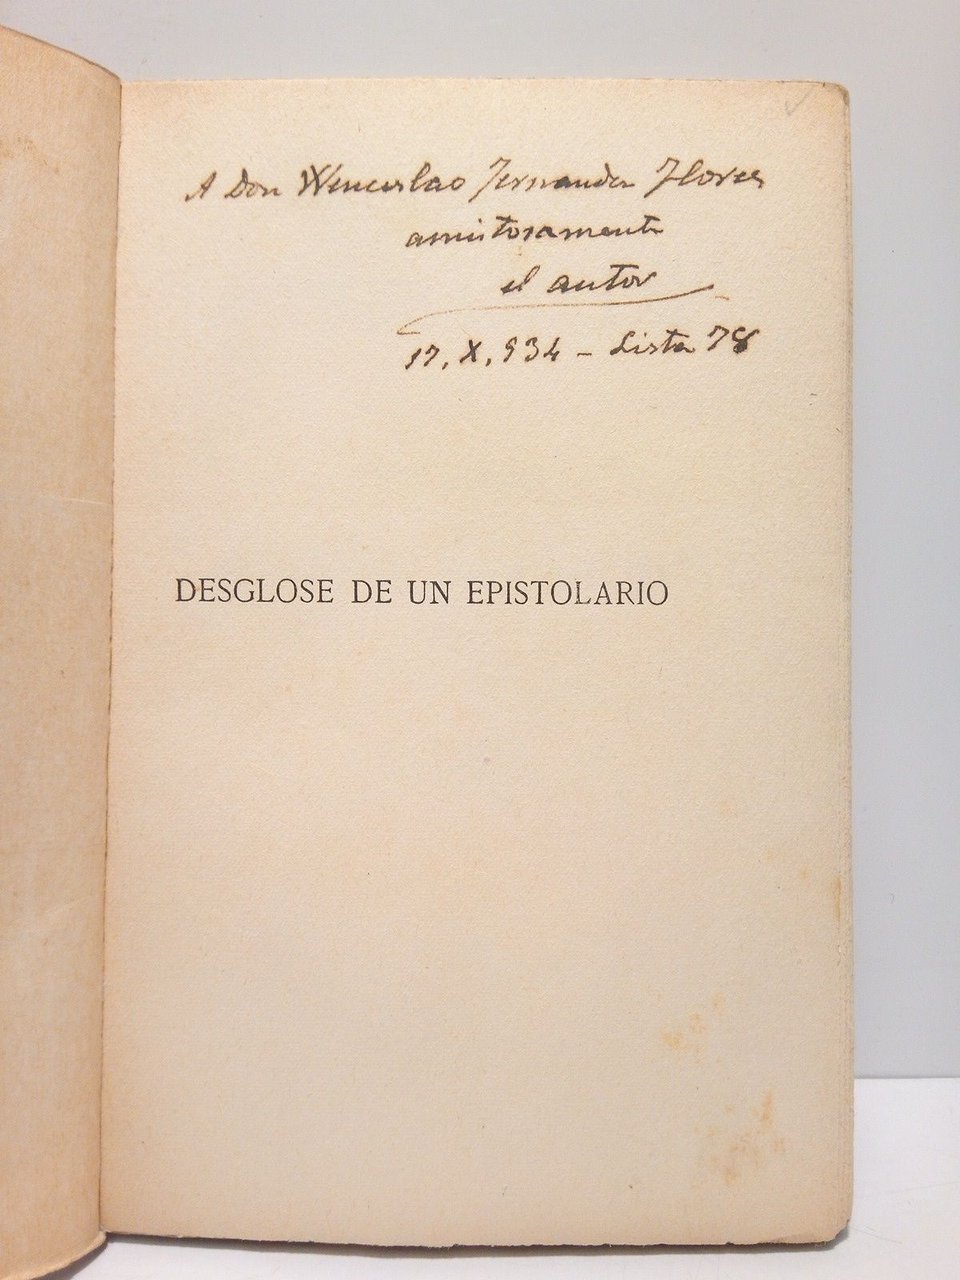 A Don Wenceslao Fernandez Florez
amistosamente
el autor
17. X. 934 - Lista 78
DESGLOSE DE UN EPISTOLARIO